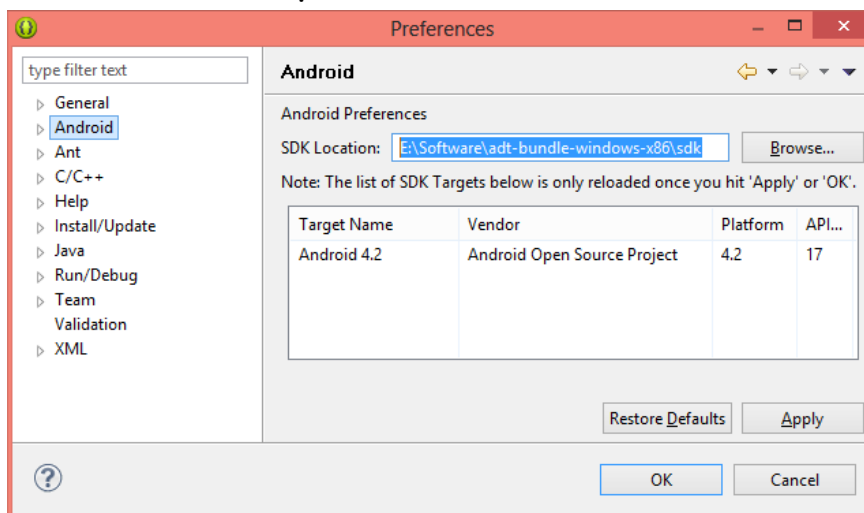 Preferences
type filter text
General
Android
Ant
C/C++
Help
Install/Update
Java
Run/Debug
Team
Validation
XML
Android
Android Preferences
SDK Location: E:\Software\adt-bundle-windows-x86\sdk Browse...
Note: The list of SDK Targets below is only reloaded once you hit 'Apply' or 'OK'.
Target Name Vendor Platform API...
Android 4.2 Android Open Source Project 4.2 17
Restore Defaults Apply
OK Cancel